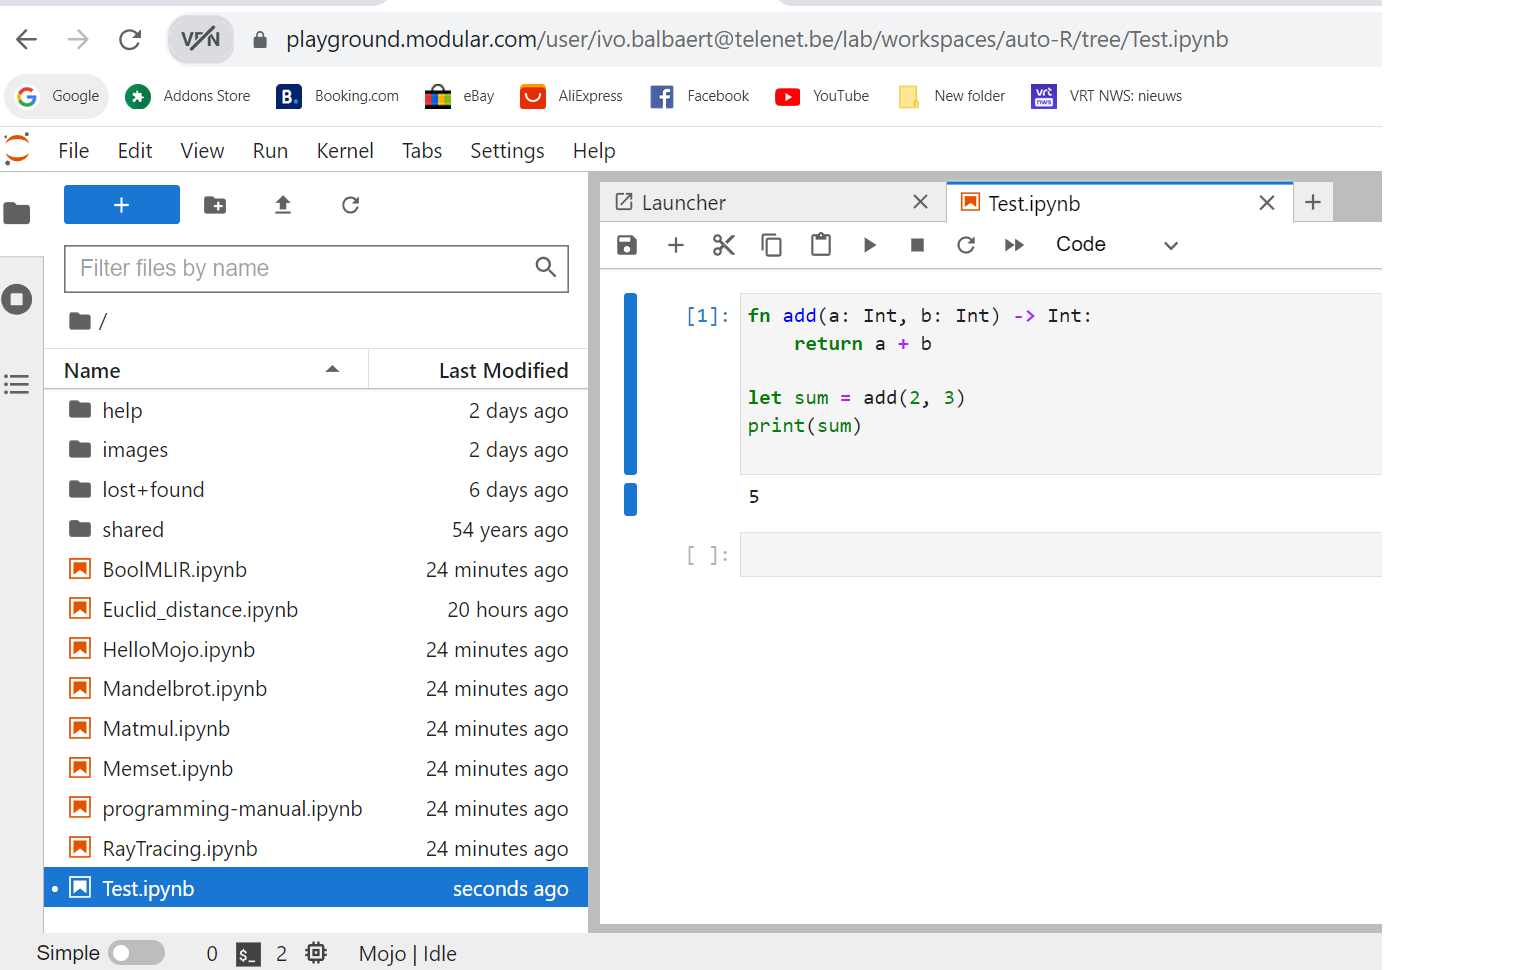 VPN playground.modular.com/user/ivo.balbaert@telenet.be/lab/workspaces/auto-R/tree/Test.ipynb
Google Addons Store B. Booking.com eBay AliExpress Facebook YouTube New folder vrt nws VRT NWS: nieuws
File Edit View Run Kernel Tabs Settings Help
+
Launcher Test.ipynb
Code
Filter files by name
/
Name Last Modified
help 2 days ago
images 2 days ago
lost+found 6 days ago
shared 54 years ago
BoolMLIR.ipynb 24 minutes ago
Euclid_distance.ipynb 20 hours ago
HelloMojo.ipynb 24 minutes ago
Mandelbrot.ipynb 24 minutes ago
Matmul.ipynb 24 minutes ago
Memset.ipynb 24 minutes ago
programming-manual.ipynb 24 minutes ago
RayTracing.ipynb 24 minutes ago
Test.ipynb seconds ago
[1]: fn add(a: Int, b: Int) -> Int:
return a + b
let sum = add(2, 3)
print(sum)
5
[ ]:
Simple 0 $_ 2 Mojo | Idle